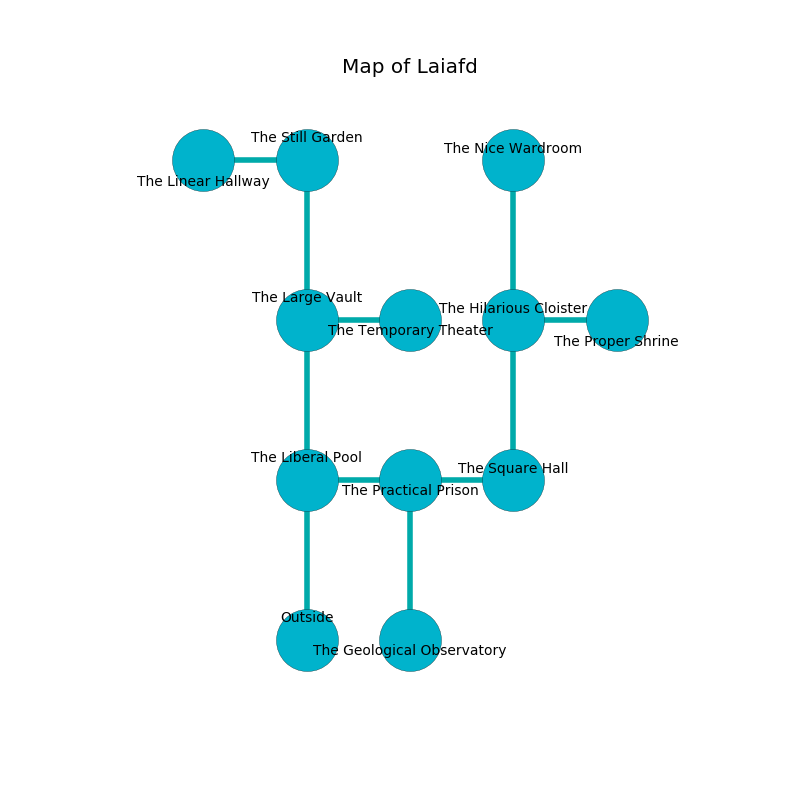 Map of Laiafd
The Still Garden
The Nice Wardroom
The Linear Hallway
The Large Vault
The Hilarious Cloister
The Temporary Theater
The Proper Shrine
The Liberal Pool
The Square Hall
The Practical Prison
Outside
The Geological Observatory